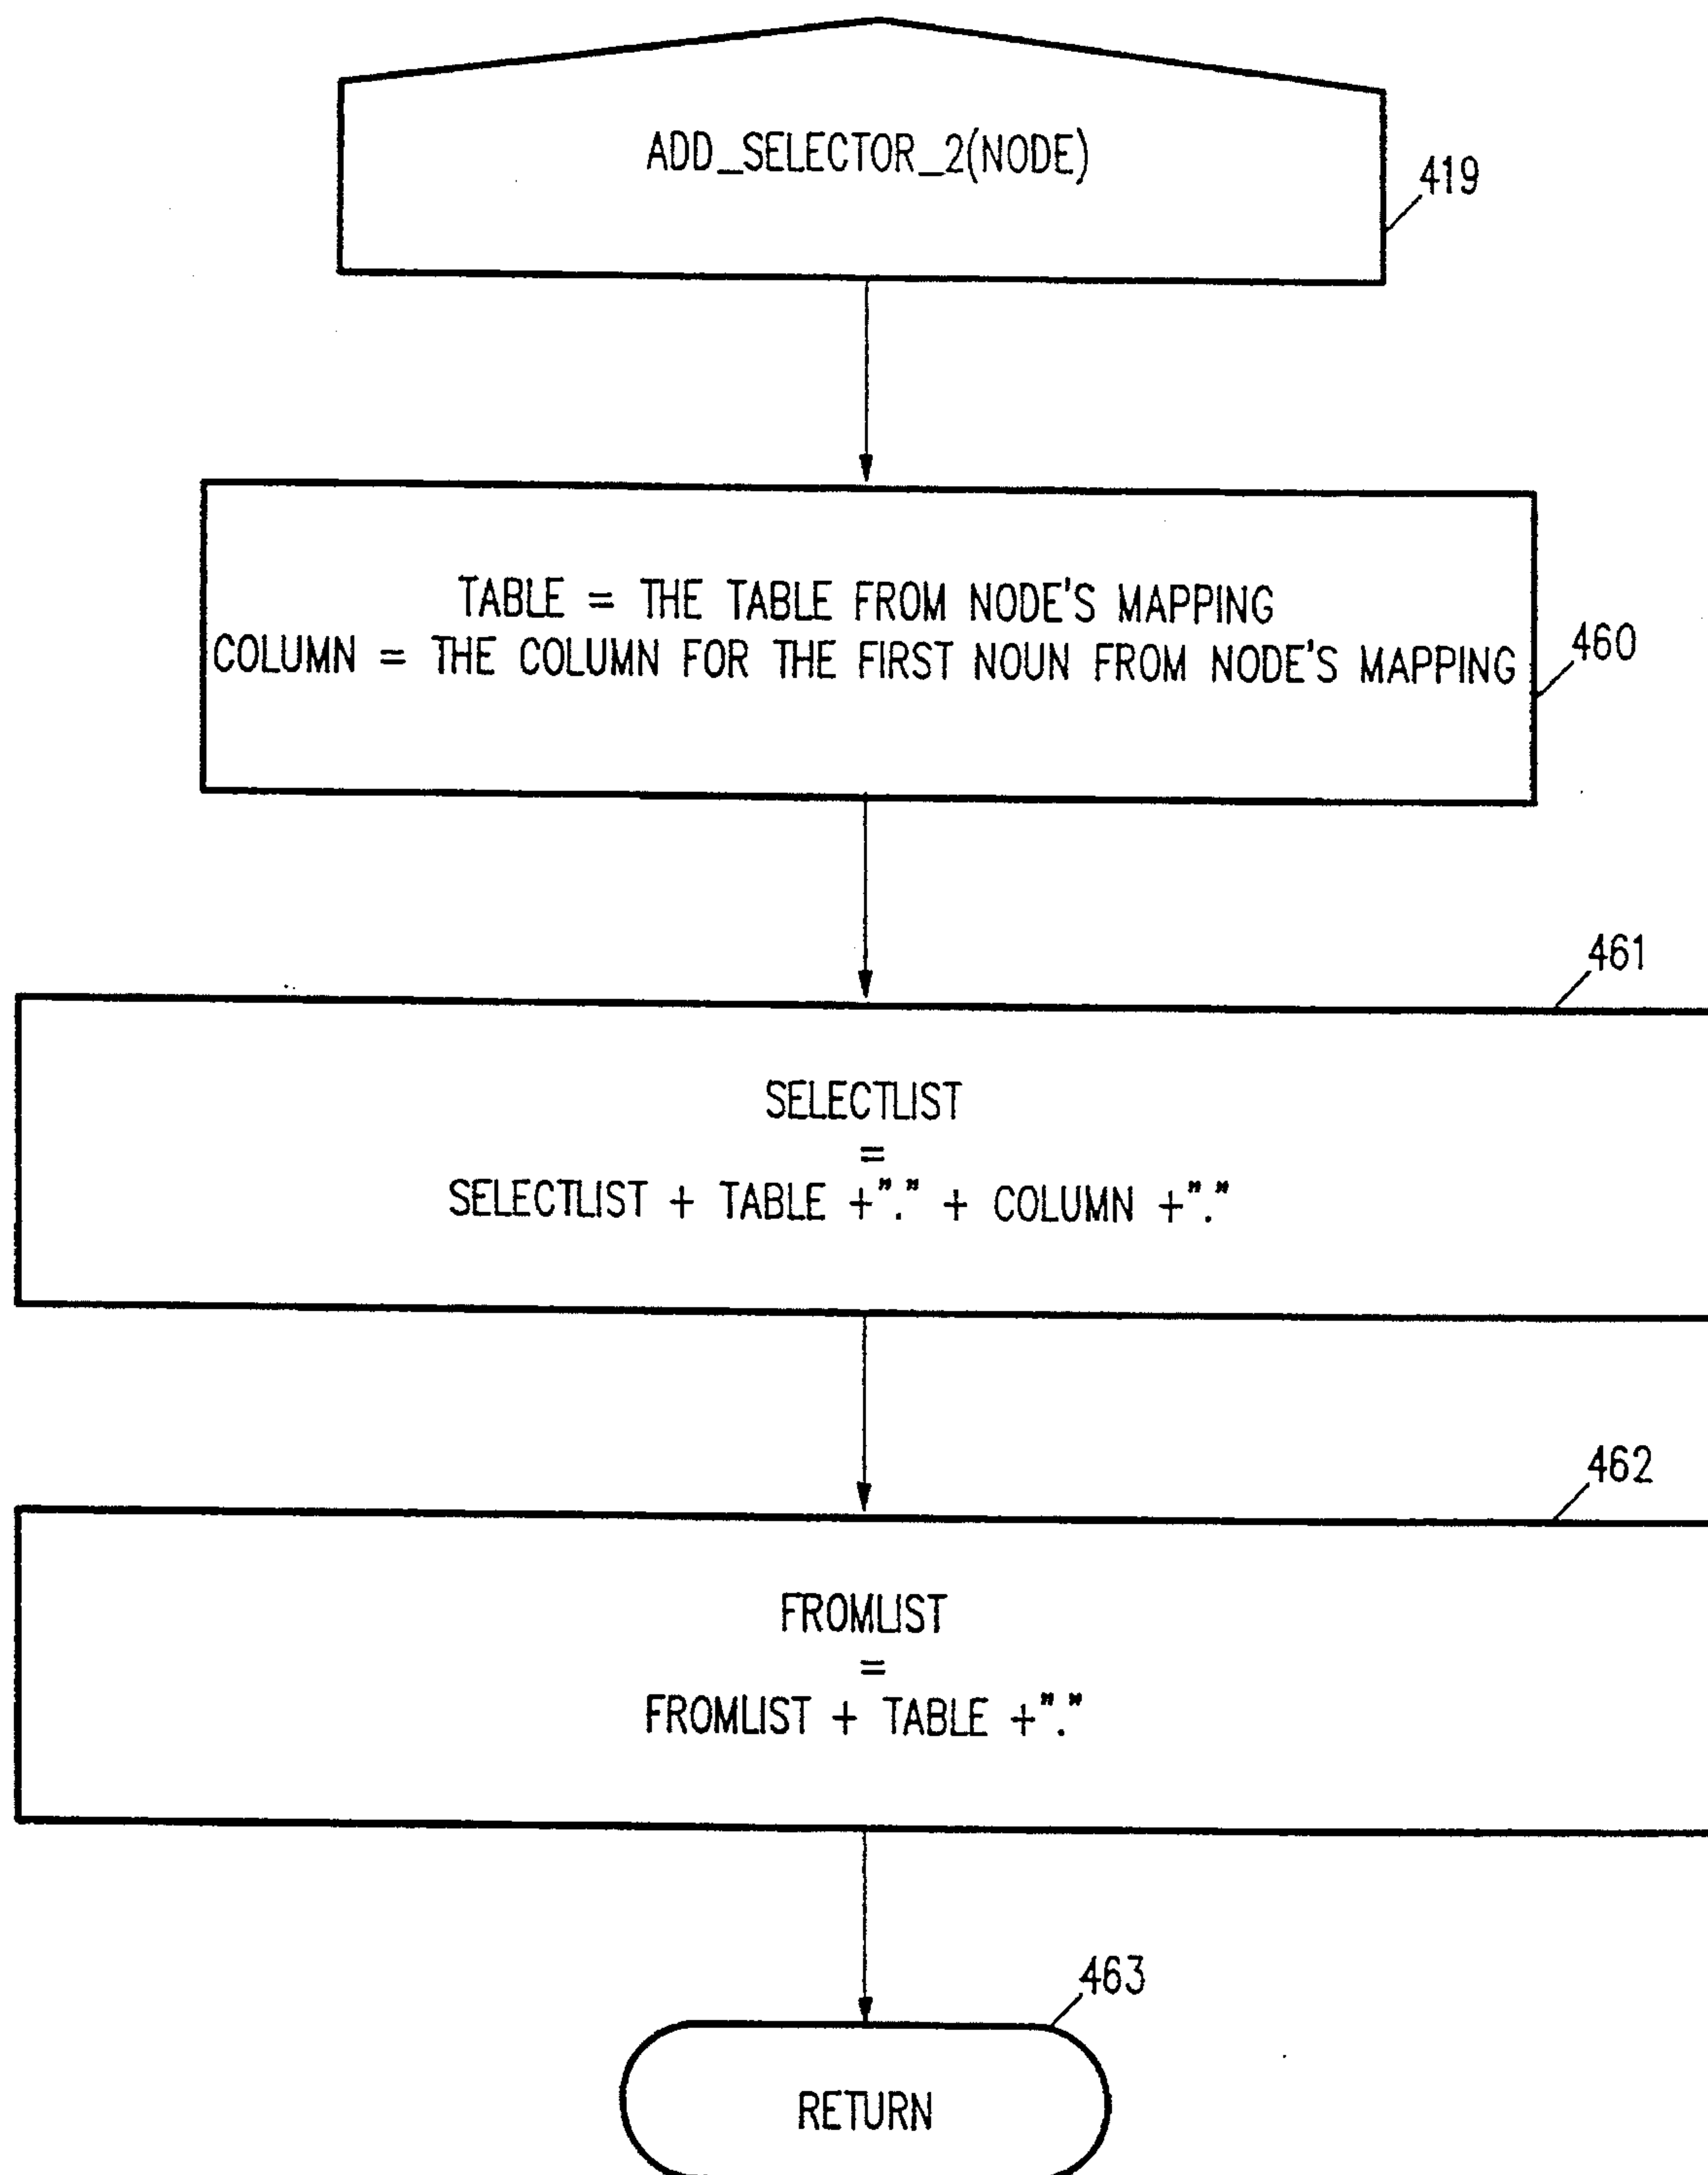 ADD_SELECTOR_2(NODE)
419
TABLE = THE TABLE FROM NODE'S MAPPING
COLUMN = THE COLUMN FOR THE FIRST NOUN FROM NODE'S MAPPING
460
461
SELECTLIST
=
SELECTLIST + TABLE +"." + COLUMN +"."
462
FROMLIST
=
FROMLIST + TABLE +"."
463
RETURN